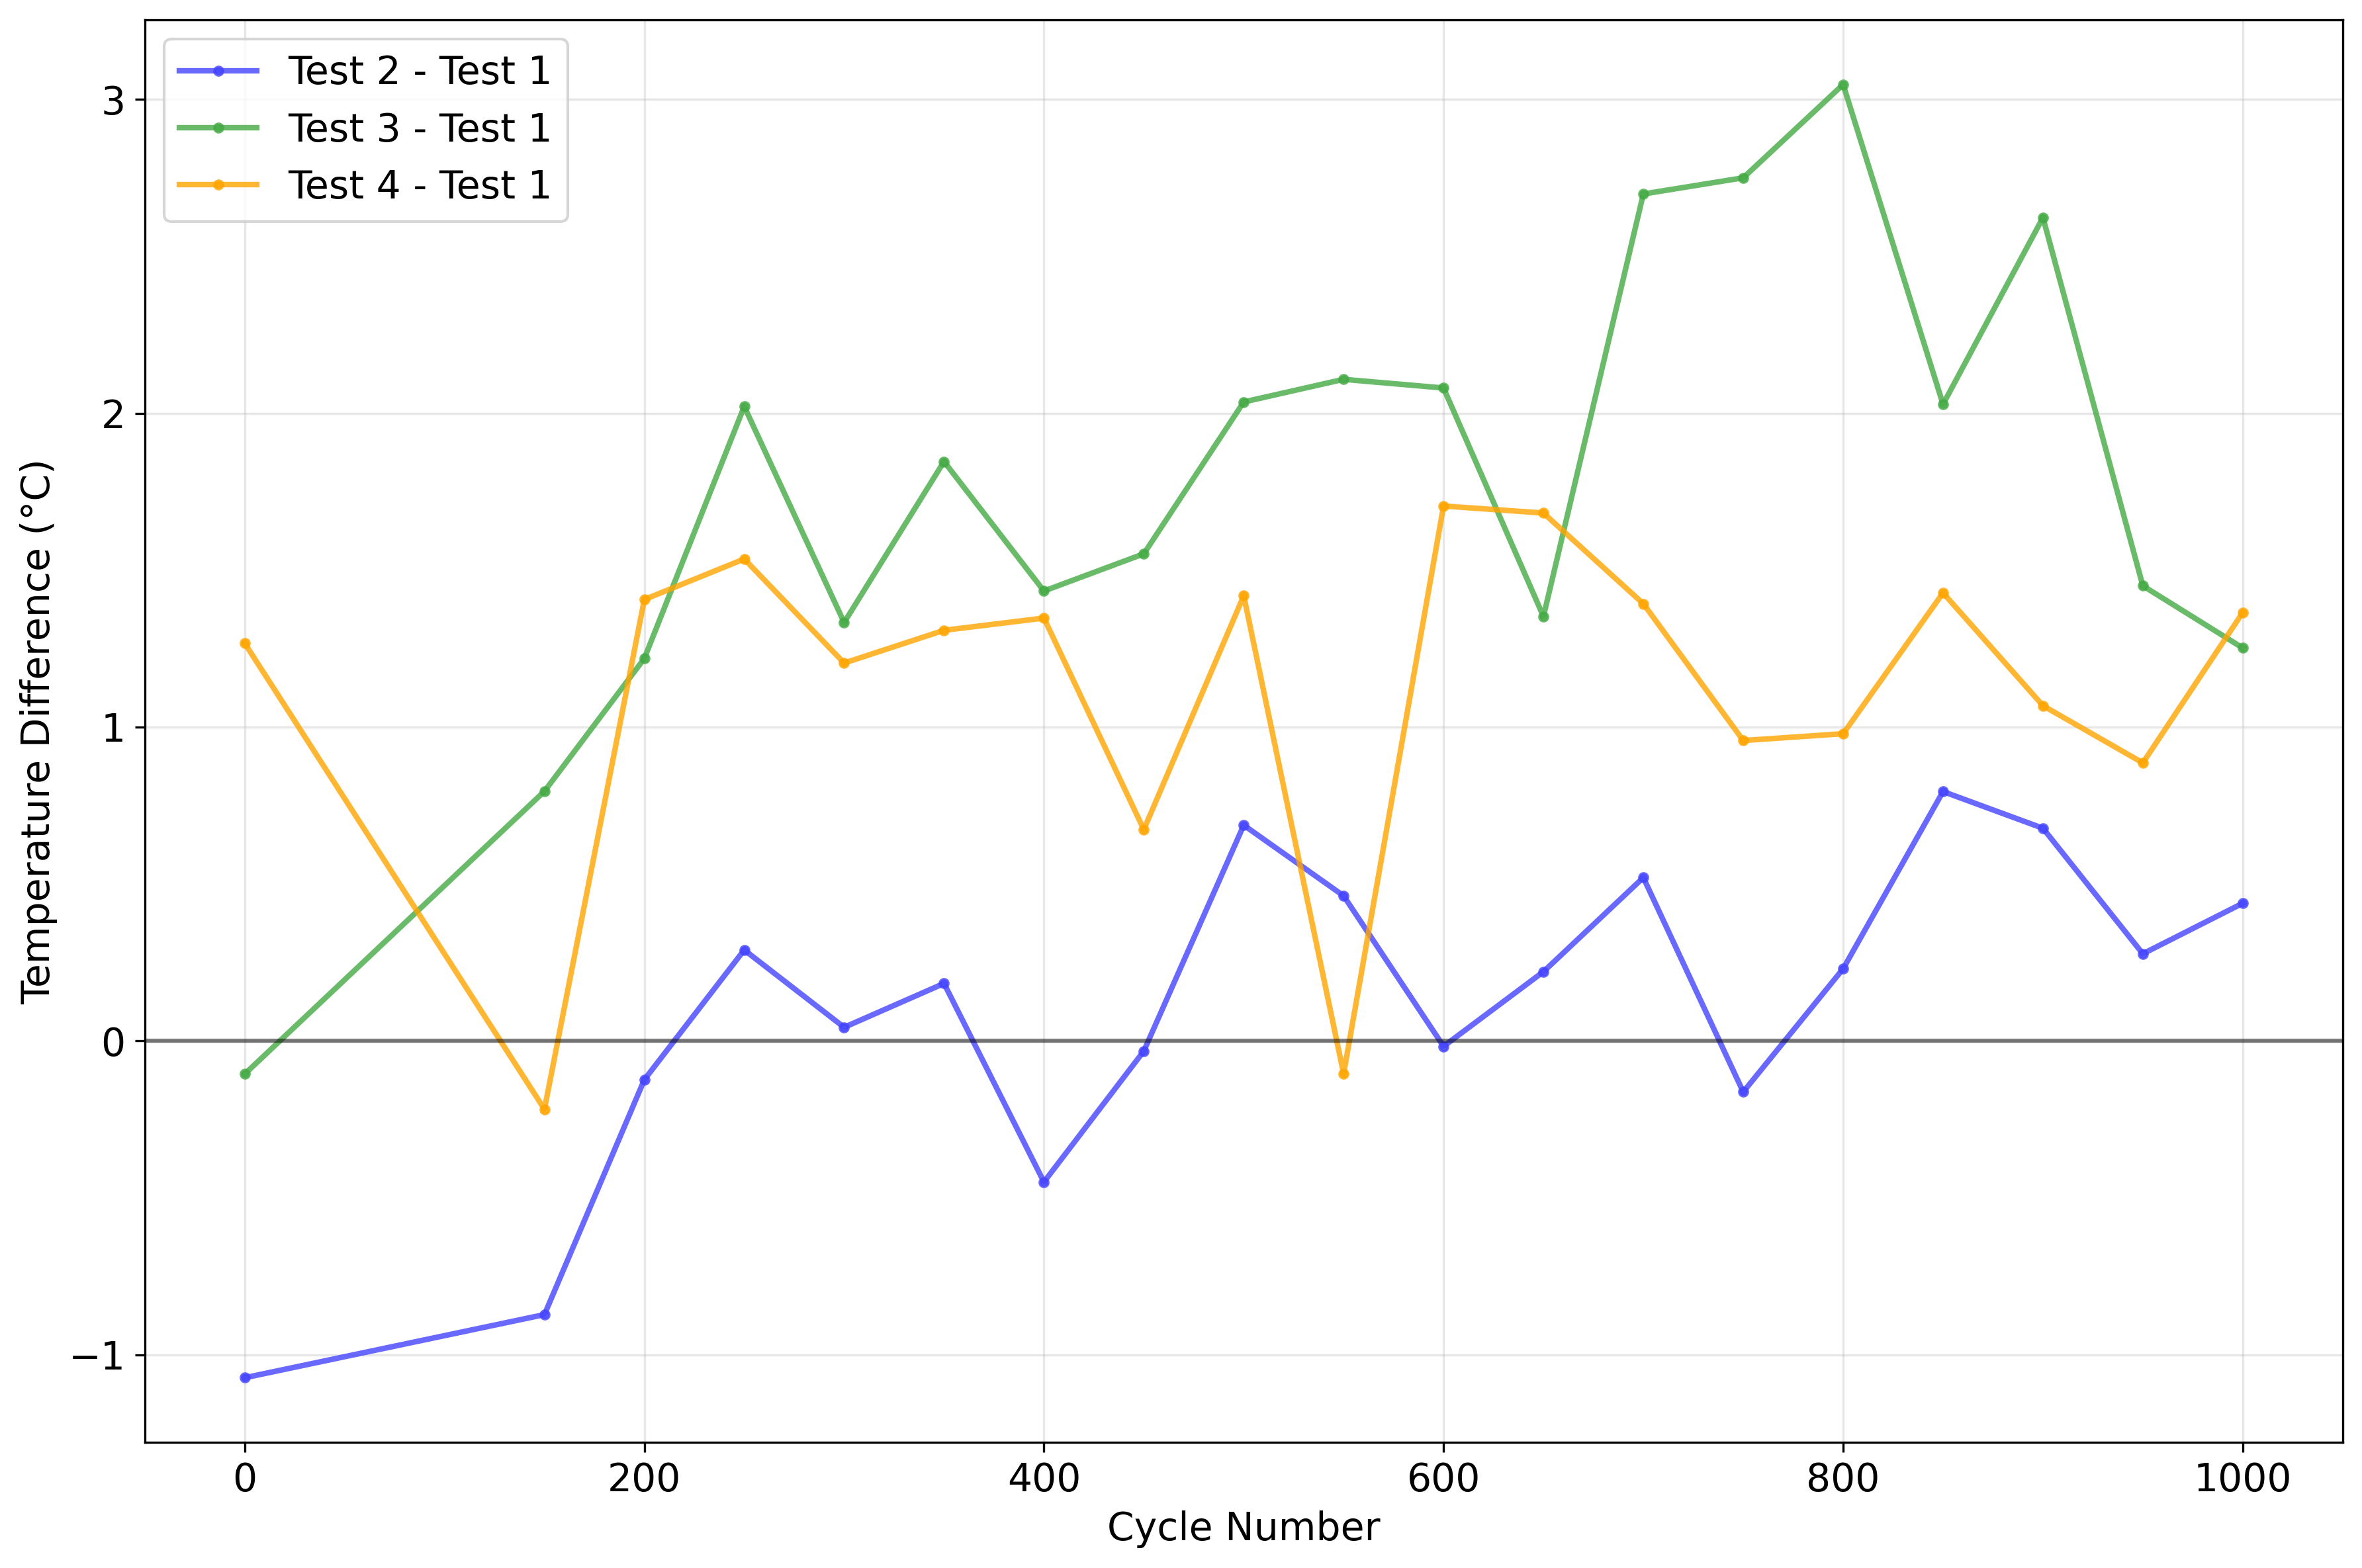 Test 2 - Test 1
Test 3 - Test 1
Test 4 - Test 1
Temperature Difference (°C)
3
2
1
0
−1
0 200 400 600 800 1000
Cycle Number